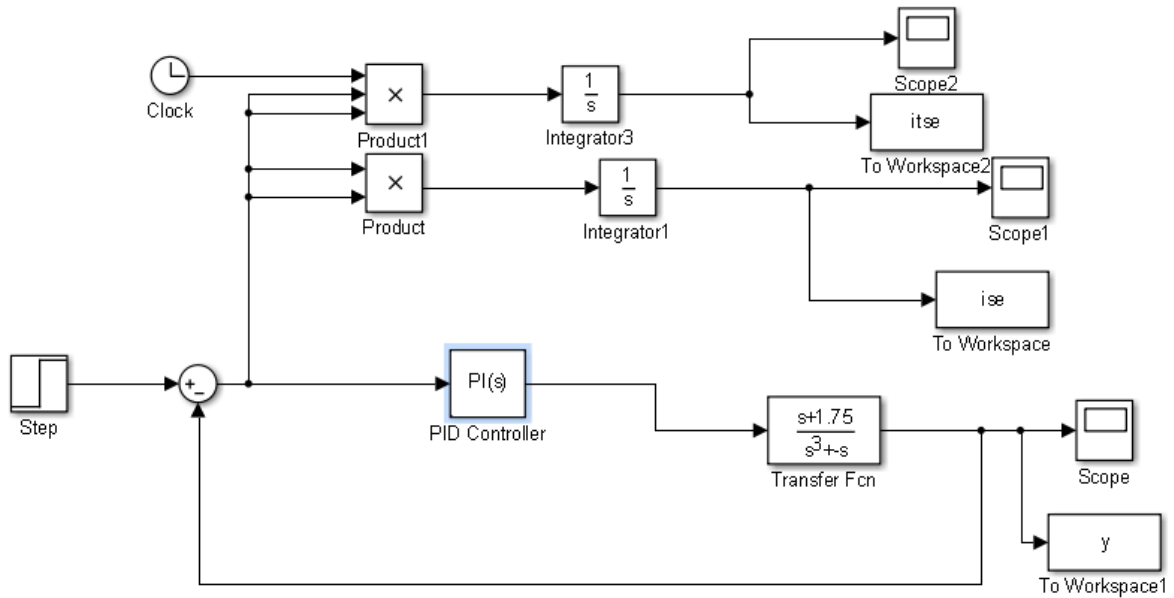 Clock
×
Product1
1
s
Integrator3
Scope2
itse
To Workspace2
×
Product
1
s
Integrator1
Scope1
ise
To Workspace
Step
+
-
PI(s)
PID Controller
s+1.75
s3+-s
Transfer Fcn
Scope
y
To Workspace1